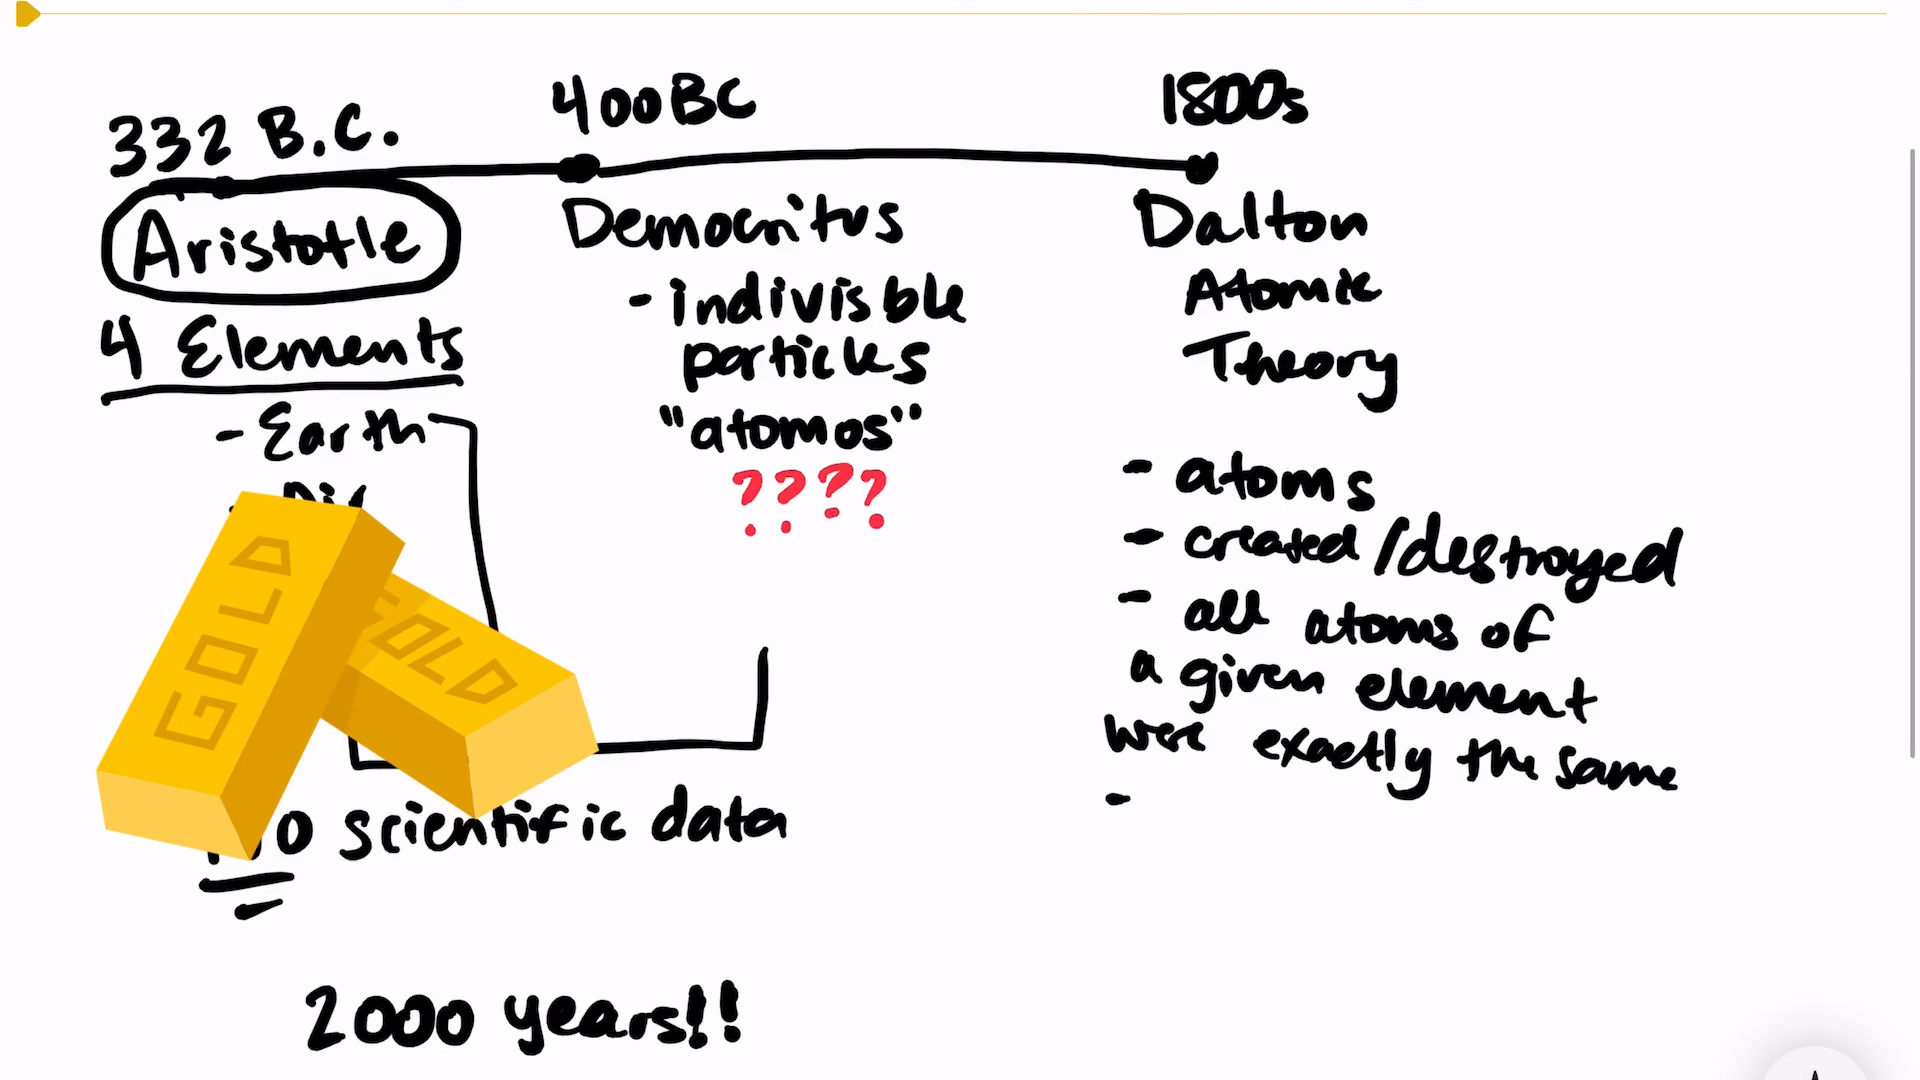 332 B.C.
Aristotle
4 Elements
- Earth
GOLD
GOLD
scientific data
2000 years!!
400BC
Democritus
- indivisble
particles
"atomos"
????
1800s
Dalton
Atomic
Theory
- atoms
- created/destroyed
- all atoms of
a given element
were exactly the same
-